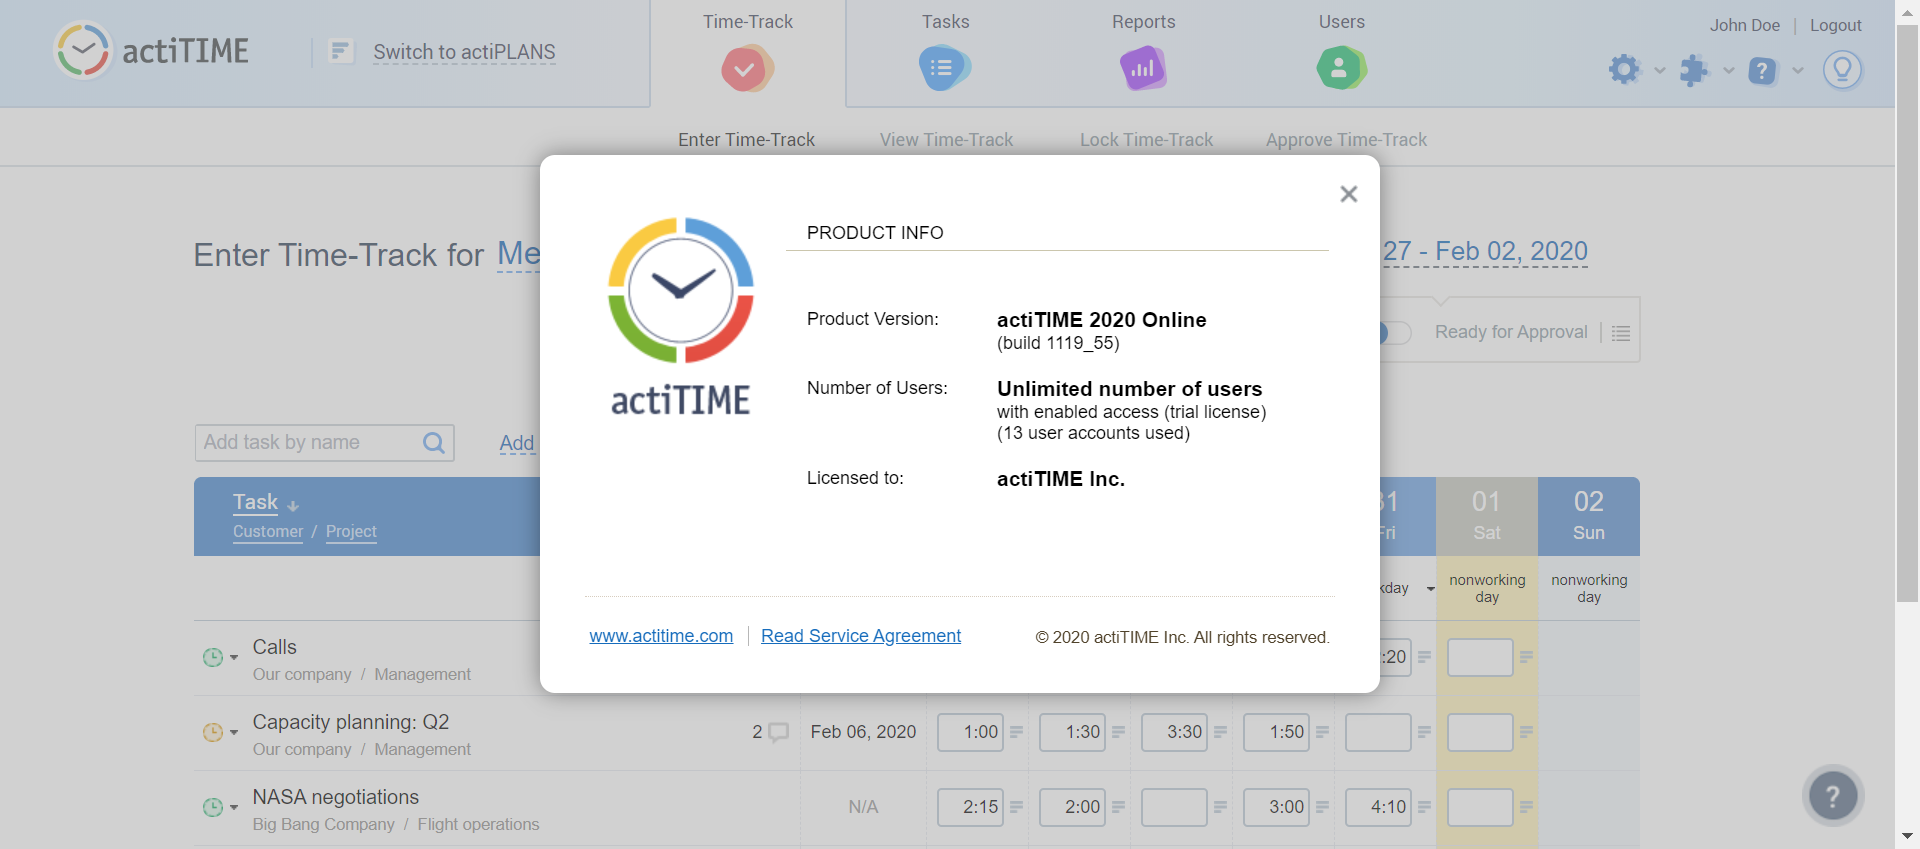 actiTIME
Switch to actiPLANS
Time-Track
Tasks
Reports
Users
John Doe
Logout
Enter Time-Track
View Time-Track
Lock Time-Track
Approve Time-Track
Enter Time-Track for Me
27 - Feb 02, 2020
Ready for Approval
PRODUCT INFO
actiTIME
Product Version:
actiTIME 2020 Online
(build 1119_55)
Number of Users:
Unlimited number of users
with enabled access (trial license)
(13 user accounts used)
Licensed to:
actiTIME Inc.
www.actitime.com
Read Service Agreement
© 2020 actiTIME Inc. All rights reserved.
Add task by name
Add
Task
Customer / Project
31
Fri
01
Sat
02
Sun
nonworking
day
nonworking
day
Calls
Our company / Management
:20
Capacity planning: Q2
Our company / Management
2
Feb 06, 2020
1:00
1:30
3:30
1:50
NASA negotiations
Big Bang Company / Flight operations
N/A
2:15
2:00
3:00
4:10
?